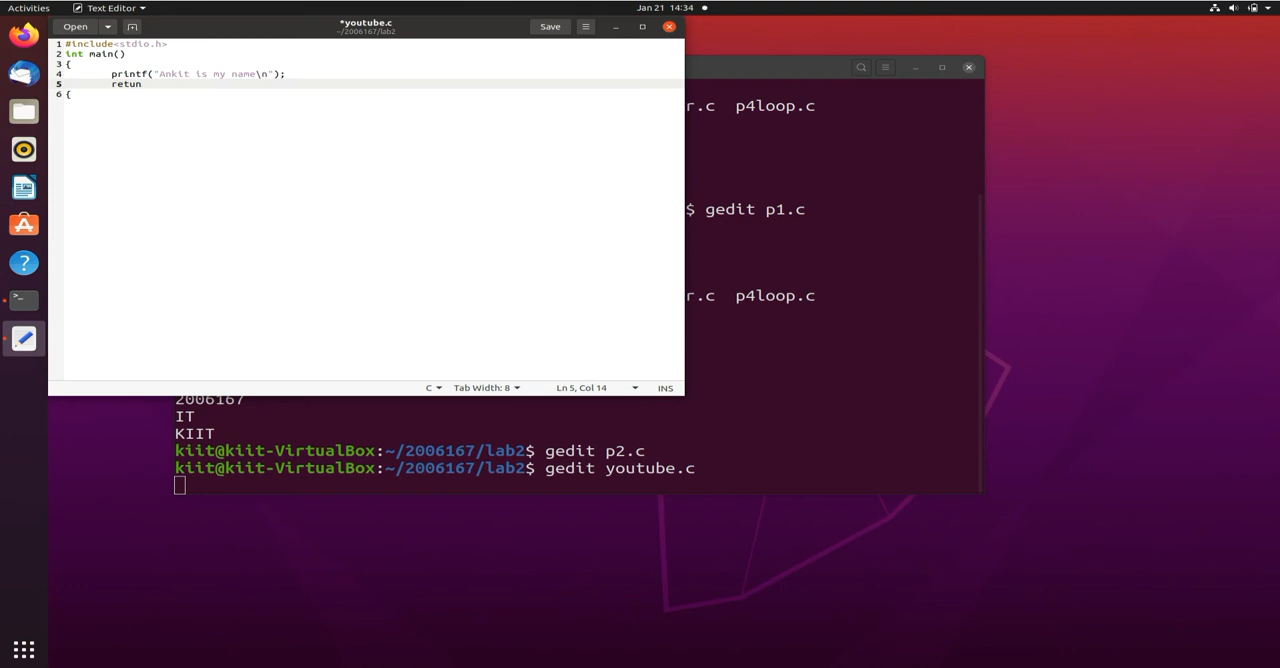 Activities
Text Editor
Jan 21 14:34
Open
*youtube.c
~/2006167/lab2
Save
1 #include<stdio.h>
2 int main()
3 {
4 printf("Ankit is my name\n");
5 retun
6 {
C
Tab Width: 8
Ln 5, Col 14
INS
r.c p4loop.c
$ gedit p1.c
r.c p4loop.c
2006167
IT
KIIT
kiit@kiit-VirtualBox:~/2006167/lab2$ gedit p2.c
kiit@kiit-VirtualBox:~/2006167/lab2$ gedit youtube.c